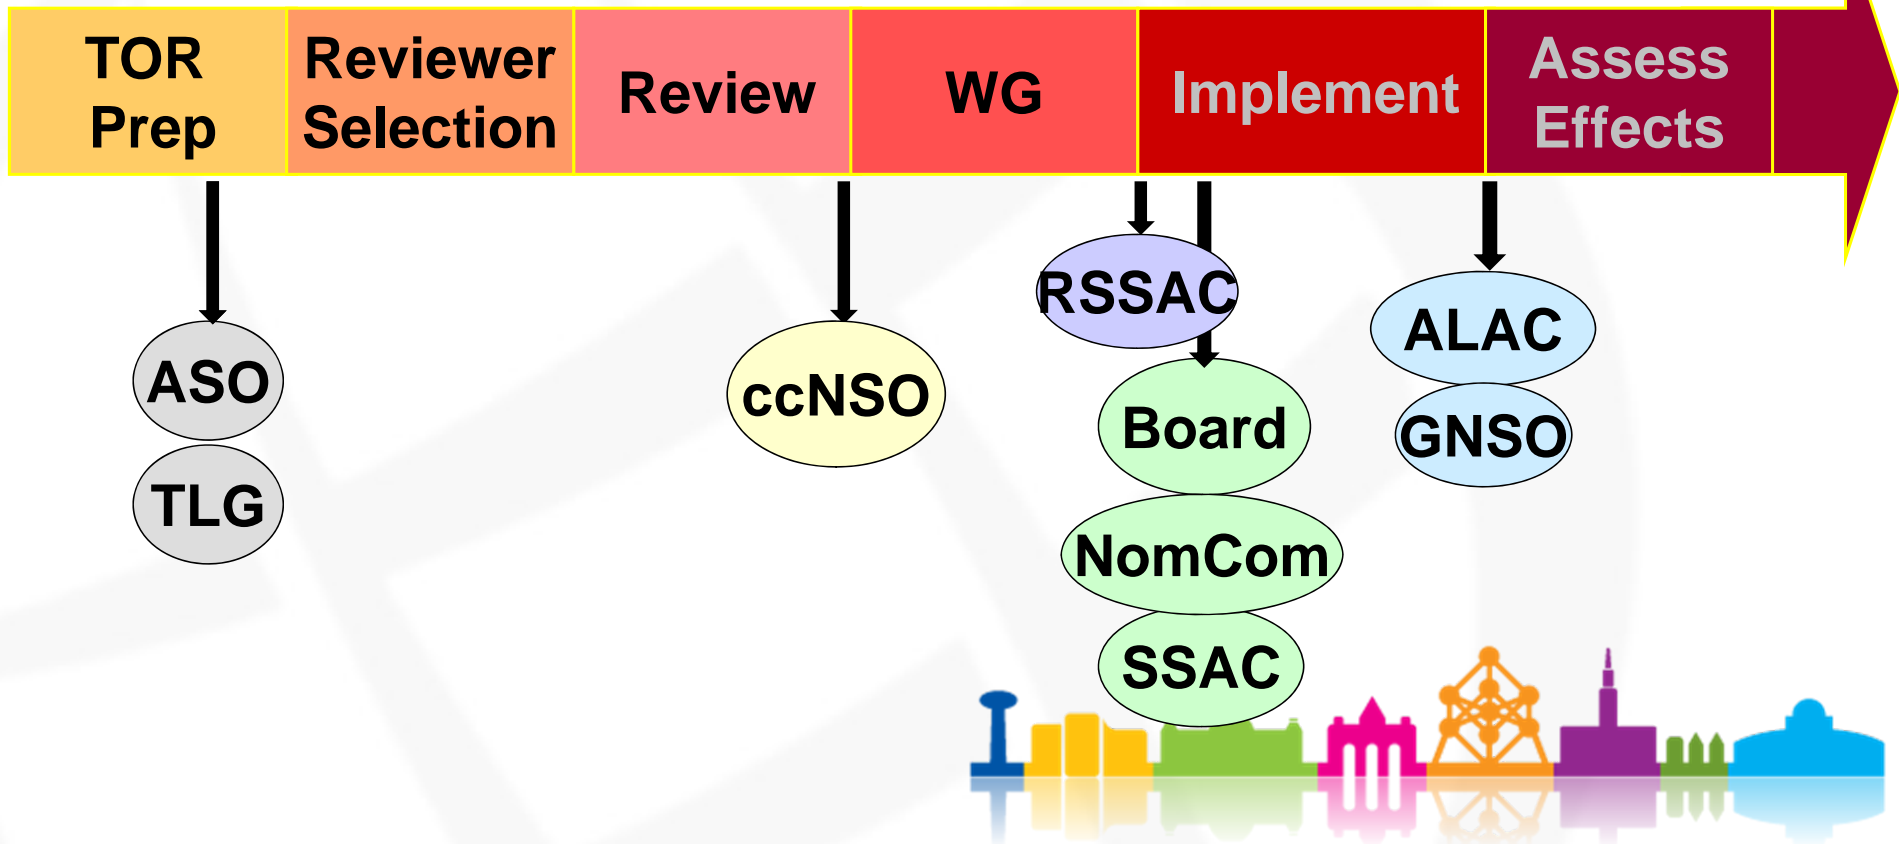 TOR
Prep
Reviewer
Selection
Review
WG
Implement
Assess
Effects
RSSAC
ALAC
ASO
ccNSO
Board
GNSO
TLG
NomCom
SSAC